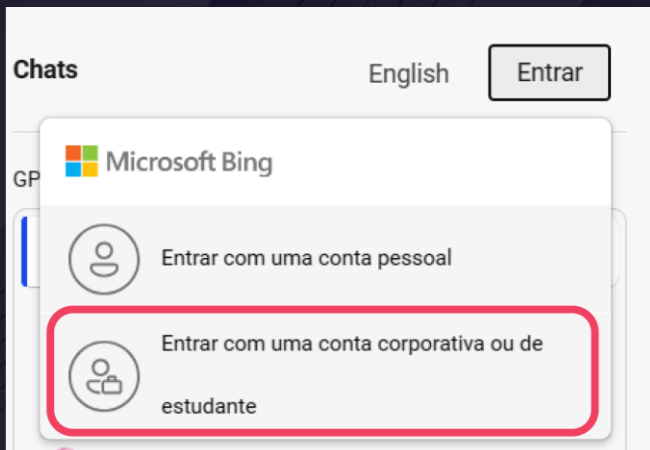 Chats
English
Entrar
Microsoft Bing
GP
Entrar com uma conta pessoal
Entrar com uma conta corporativa ou de
estudante